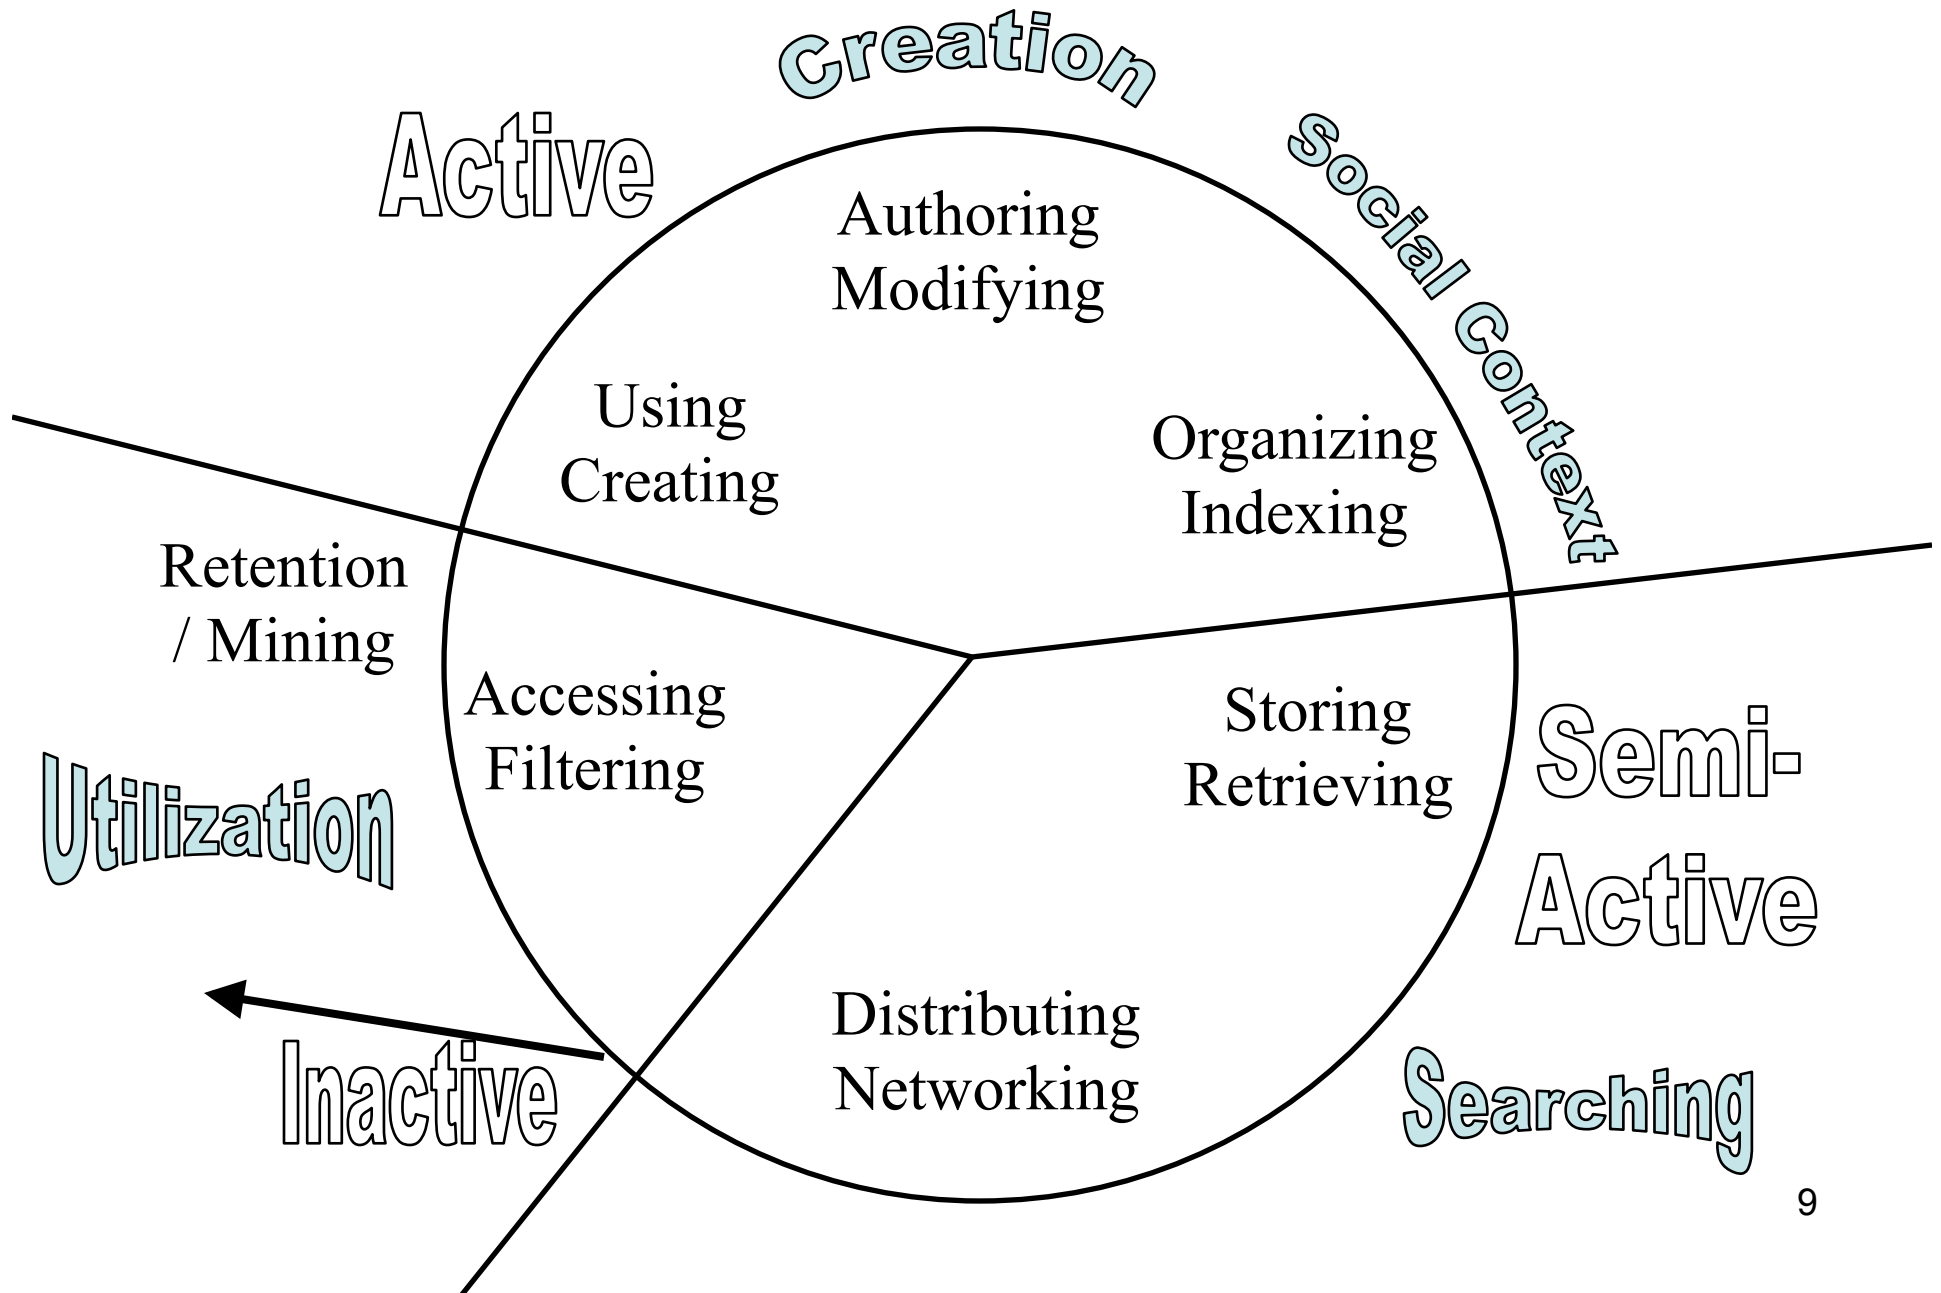 Creation
Active
Social Context
Authoring
Modifying
Using
Creating
Organizing
Indexing
Retention
/ Mining
Accessing
Filtering
Storing
Retrieving
Semi-
Active
Utilization
Distributing
Networking
Inactive
Searching
9